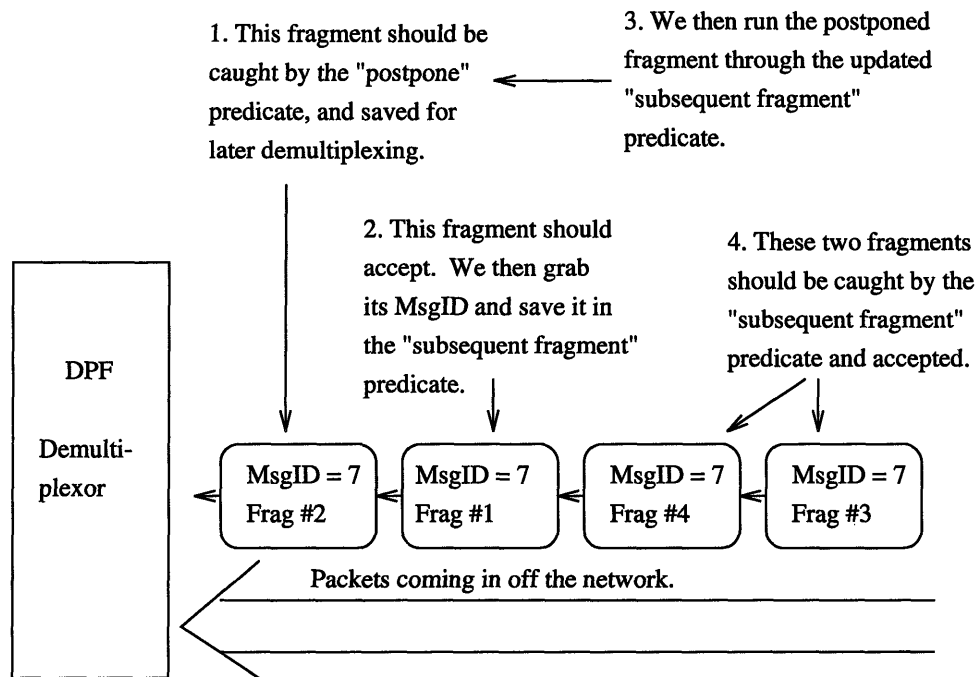 1. This fragment should be
caught by the "postpone"
predicate, and saved for
later demultiplexing.
3. We then run the postponed
fragment through the updated
"subsequent fragment"
predicate.
2. This fragment should
accept. We then grab
its MsgID and save it in
the "subsequent fragment"
predicate.
4. These two fragments
should be caught by the
"subsequent fragment"
predicate and accepted.
DPF
Demulti-
plexor
MsgID = 7
Frag #2
MsgID = 7
Frag #1
MsgID = 7
Frag #4
MsgID = 7
Frag #3
Packets coming in off the network.